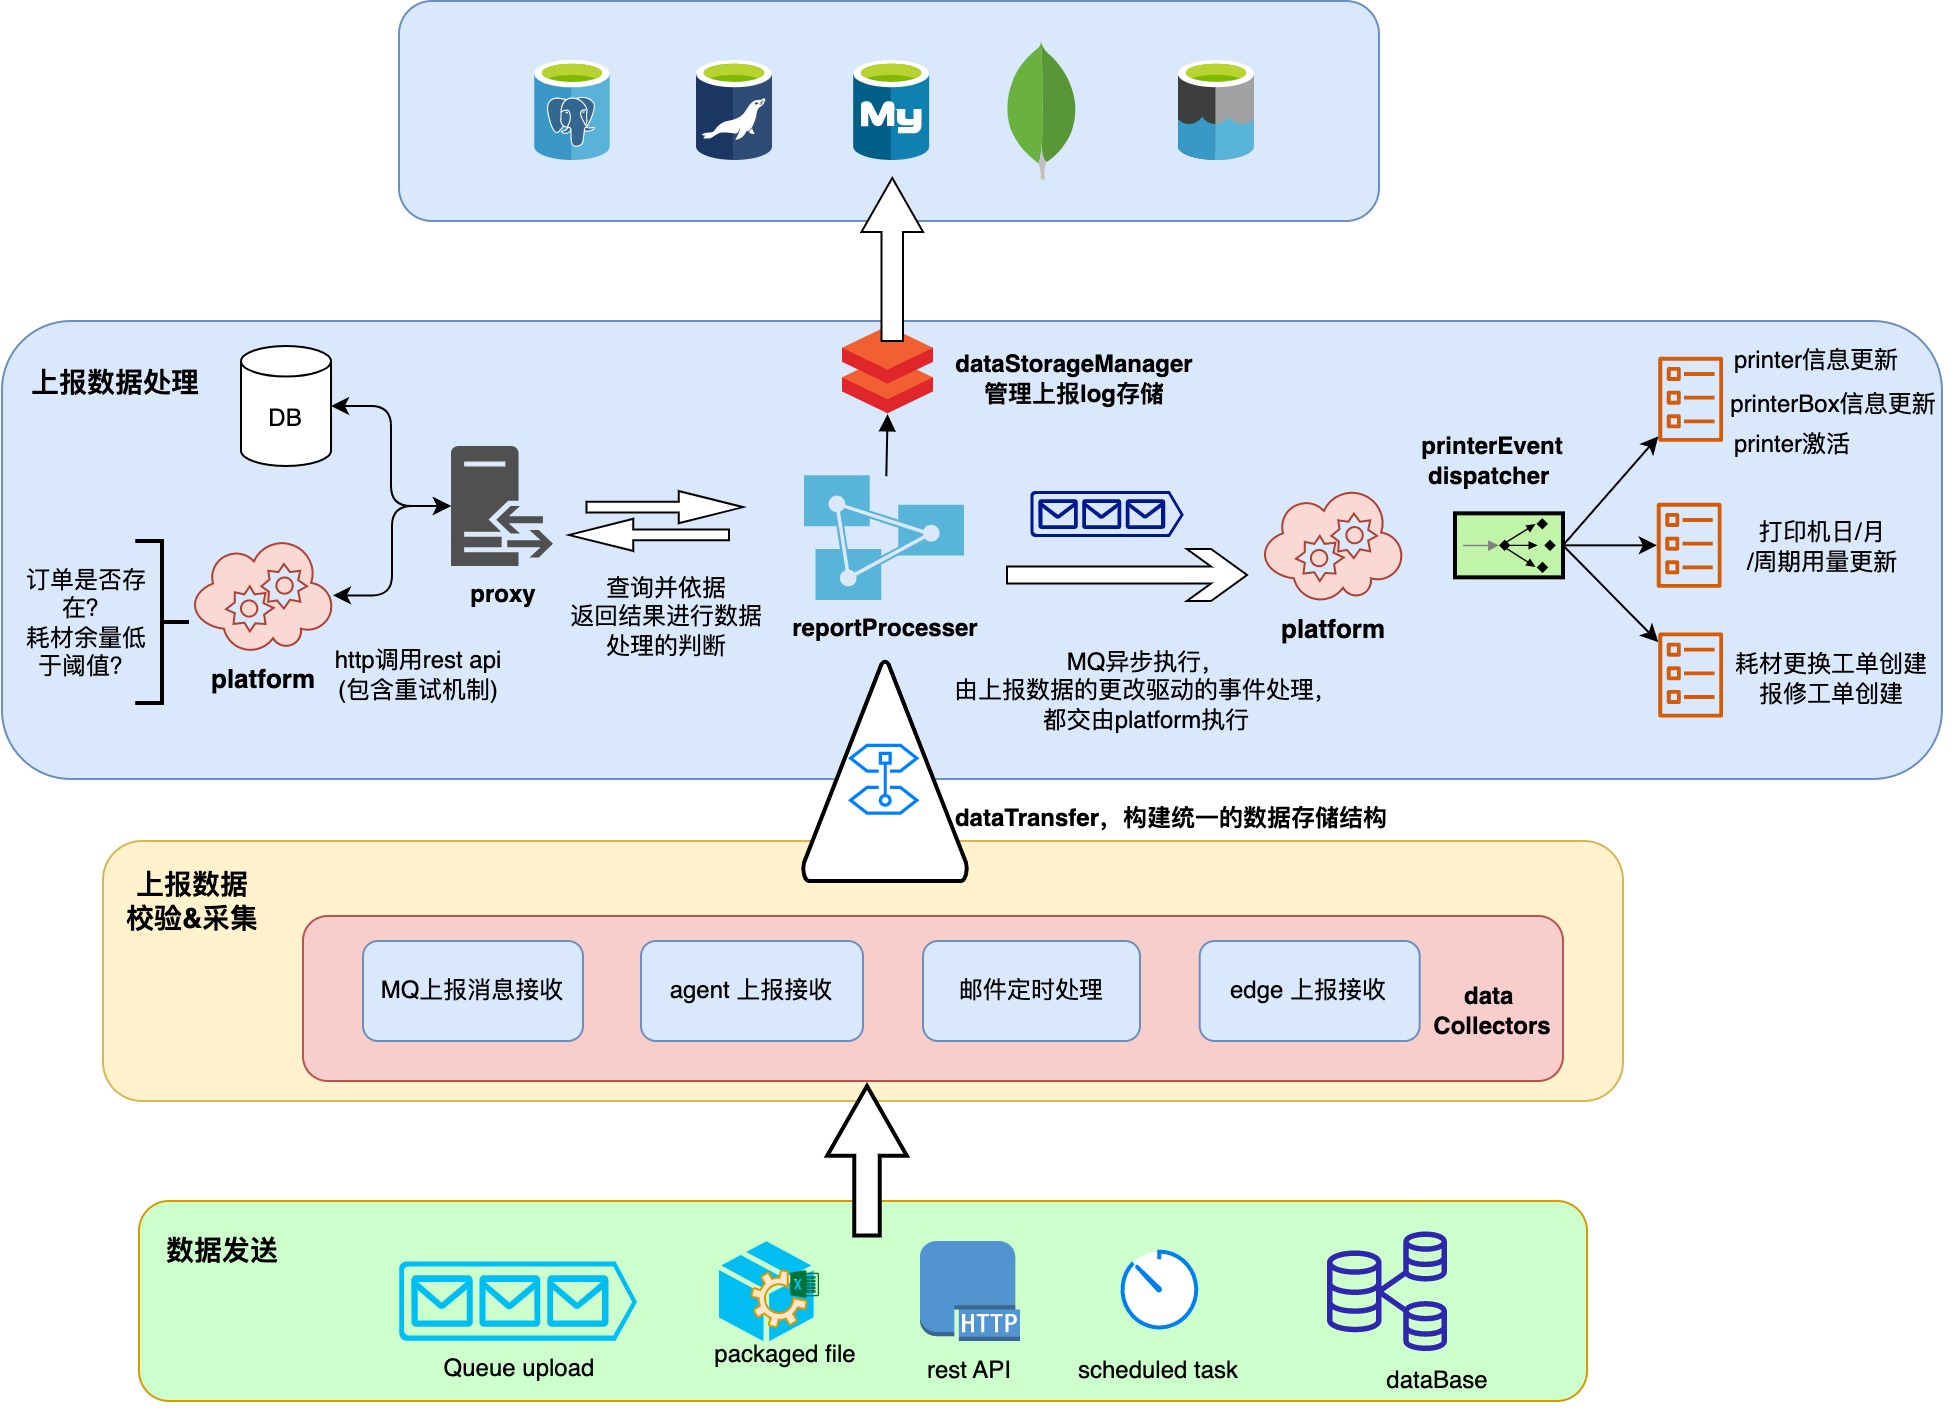 My
上报数据处理
DB
dataStorageManager
管理上报log存储
printer信息更新
printerBox信息更新
printer激活
printerEvent
dispatcher
打印机日/月
/周期用量更新
耗材更换工单创建
报修工单创建
订单是否存
在?
耗材余量低
于阈值?
platform
http调用rest api
(包含重试机制)
proxy
查询并依据
返回结果进行数据
处理的判断
reportProcesser
MQ异步执行，
由上报数据的更改驱动的事件处理，
都交由platform执行
platform
dataTransfer，构建统一的数据存储结构
上报数据
校验&采集
MQ上报消息接收
agent 上报接收
邮件定时处理
edge 上报接收
data
Collectors
数据发送
Queue upload
X
packaged file
HTTP
rest API
scheduled task
dataBase